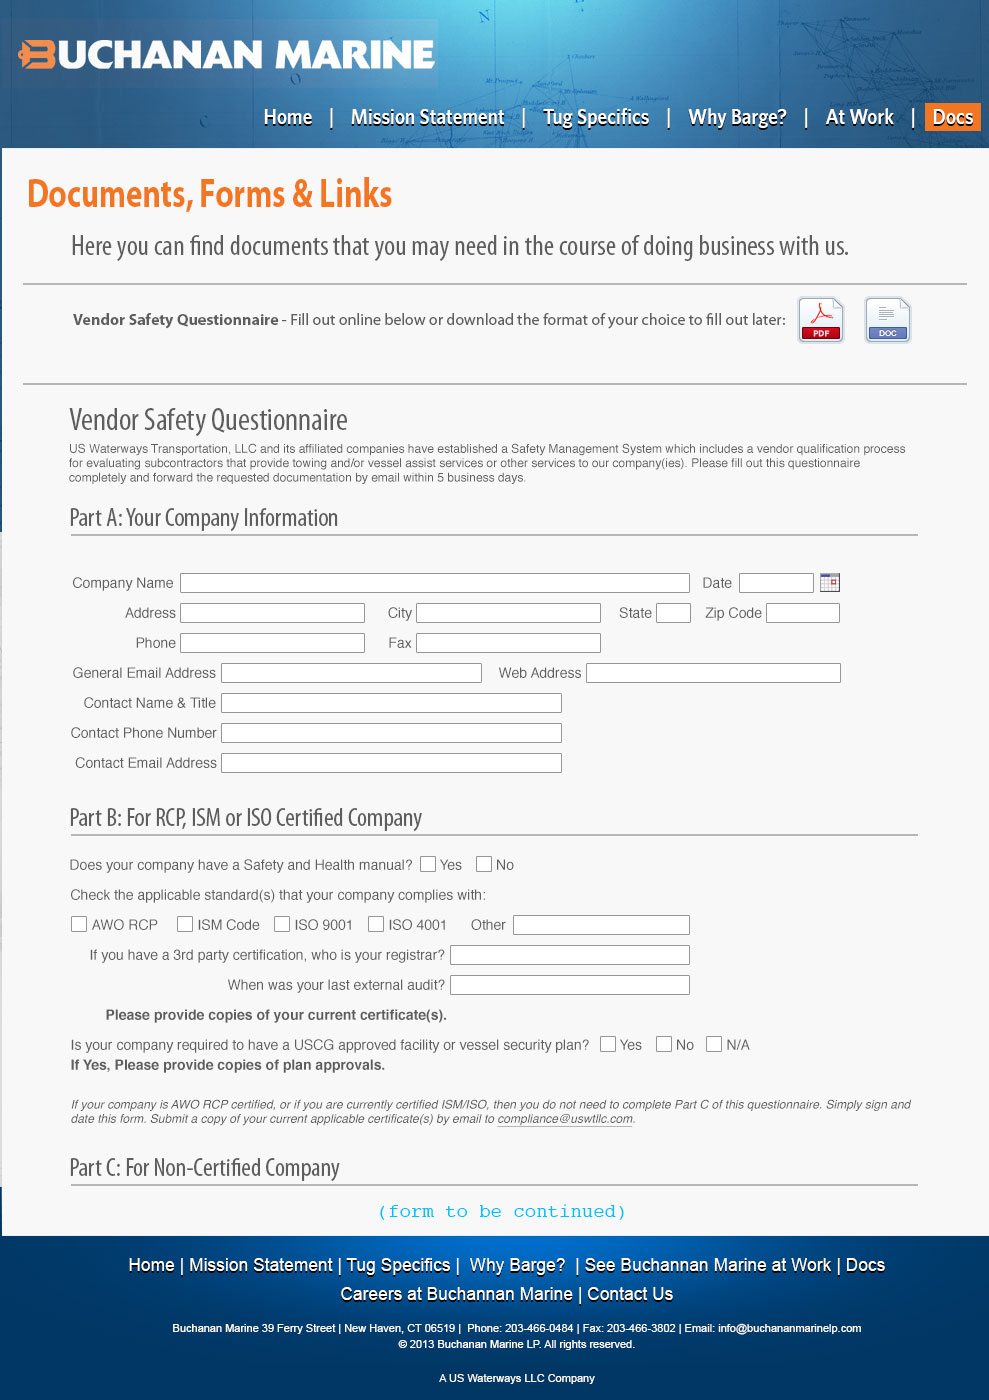 BUCHANAN MARINE
Home | Mission Statement | Tug Specifics | Why Barge? | At Work | Docs
Documents, Forms & Links
Here you can find documents that you may need in the course of doing business with us.
Vendor Safety Questionnaire - Fill out online below or download the format of your choice to fill out later:
PDF DOC
Vendor Safety Questionnaire
US Waterways Transportation, LLC and its affiliated companies have established a Safety Management System which includes a vendor qualification process
for evaluating subcontractors that provide towing and/or vessel assist services or other services to our company(ies). Please fill out this questionnaire
completely and forward the requested documentation by email within 5 business days.
Part A: Your Company Information
Company Name Date
Address City State Zip Code
Phone Fax
General Email Address Web Address
Contact Name & Title
Contact Phone Number
Contact Email Address
Part B: For RCP, ISM or ISO Certified Company
Does your company have a Safety and Health manual? Yes No
Check the applicable standard(s) that your company complies with:
AWO RCP ISM Code ISO 9001 ISO 4001 Other
If you have a 3rd party certification, who is your registrar?
When was your last external audit?
Please provide copies of your current certificate(s).
Is your company required to have a USCG approved facility or vessel security plan? Yes No N/A
If Yes, Please provide copies of plan approvals.
If your company is AWO RCP certified, or if you are currently certified ISM/ISO, then you do not need to complete Part C of this questionnaire. Simply sign and
date this form. Submit a copy of your current applicable certificate(s) by email to compliance@uswtllc.com.
Part C: For Non-Certified Company
(form to be continued)
Home | Mission Statement | Tug Specifics | Why Barge? | See Buchannan Marine at Work | Docs
Careers at Buchannan Marine | Contact Us
Buchanan Marine 39 Ferry Street | New Haven, CT 06519 | Phone: 203-466-0484 | Fax: 203-466-3802 | Email: info@buchananmarinelp.com
© 2013 Buchanan Marine LP. All rights reserved.
A US Waterways LLC Company